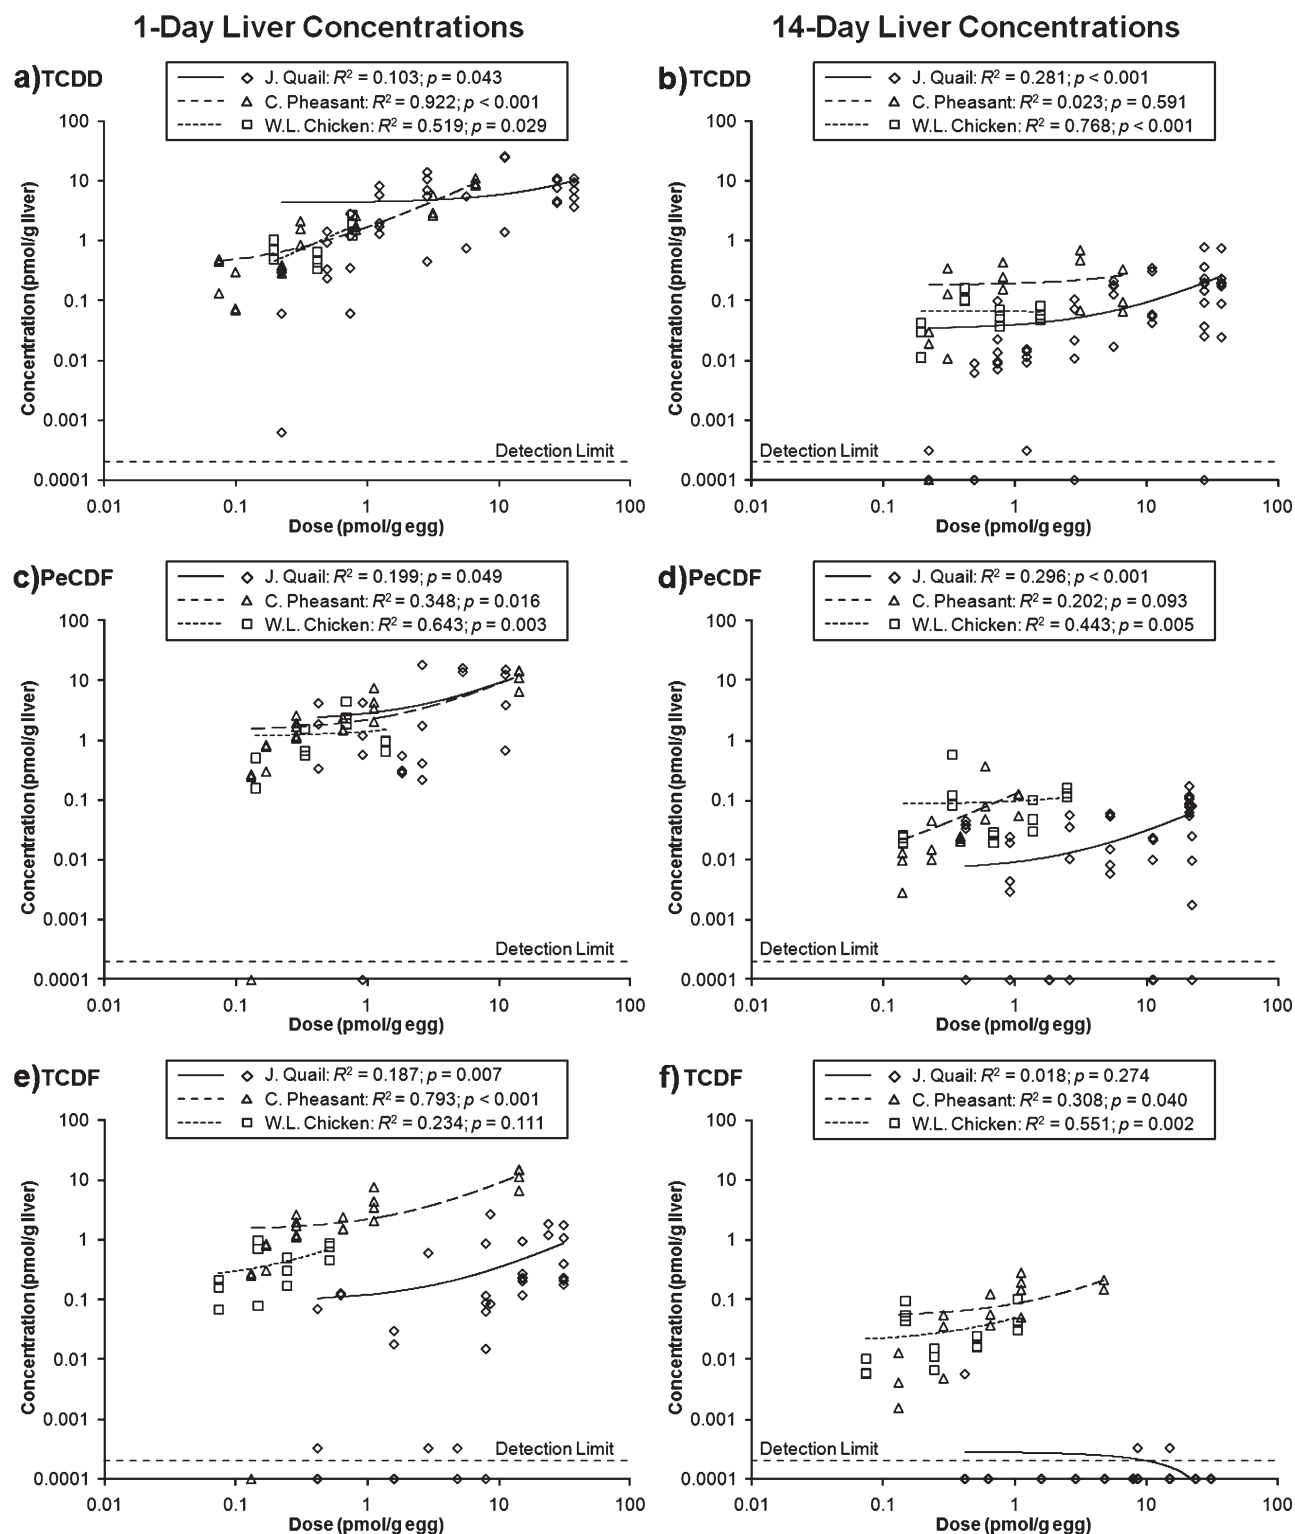 1-Day Liver Concentrations
14-Day Liver Concentrations
a) TCDD
J. Quail: R² = 0.103; p = 0.043
C. Pheasant: R² = 0.922; p < 0.001
W.L. Chicken: R² = 0.519; p = 0.029
100
10
1
0.1
0.01
0.001
0.0001
Concentration (pmol/g liver)
Detection Limit
0.01 0.1 1 10 100
Dose (pmol/g egg)
b) TCDD
J. Quail: R² = 0.281; p < 0.001
C. Pheasant: R² = 0.023; p = 0.591
W.L. Chicken: R² = 0.768; p < 0.001
100
10
1
0.1
0.01
0.001
0.0001
Concentration (pmol/g liver)
Detection Limit
0.01 0.1 1 10 100
Dose (pmol/g egg)
c) PeCDF
J. Quail: R² = 0.199; p = 0.049
C. Pheasant: R² = 0.348; p = 0.016
W.L. Chicken: R² = 0.643; p = 0.003
100
10
1
0.1
0.01
0.001
0.0001
Concentration (pmol/g liver)
Detection Limit
0.01 0.1 1 10 100
Dose (pmol/g egg)
d) PeCDF
J. Quail: R² = 0.296; p < 0.001
C. Pheasant: R² = 0.202; p = 0.093
W.L. Chicken: R² = 0.443; p = 0.005
100
10
1
0.1
0.01
0.001
0.0001
Concentration (pmol/g liver)
Detection Limit
0.01 0.1 1 10 100
Dose (pmol/g egg)
e) TCDF
J. Quail: R² = 0.187; p = 0.007
C. Pheasant: R² = 0.793; p < 0.001
W.L. Chicken: R² = 0.234; p = 0.111
100
10
1
0.1
0.01
0.001
0.0001
Concentration (pmol/g liver)
Detection Limit
0.01 0.1 1 10 100
Dose (pmol/g egg)
f) TCDF
J. Quail: R² = 0.018; p = 0.274
C. Pheasant: R² = 0.308; p = 0.040
W.L. Chicken: R² = 0.551; p = 0.002
100
10
1
0.1
0.01
0.001
0.0001
Concentration (pmol/g liver)
Detection Limit
0.01 0.1 1 10 100
Dose (pmol/g egg)